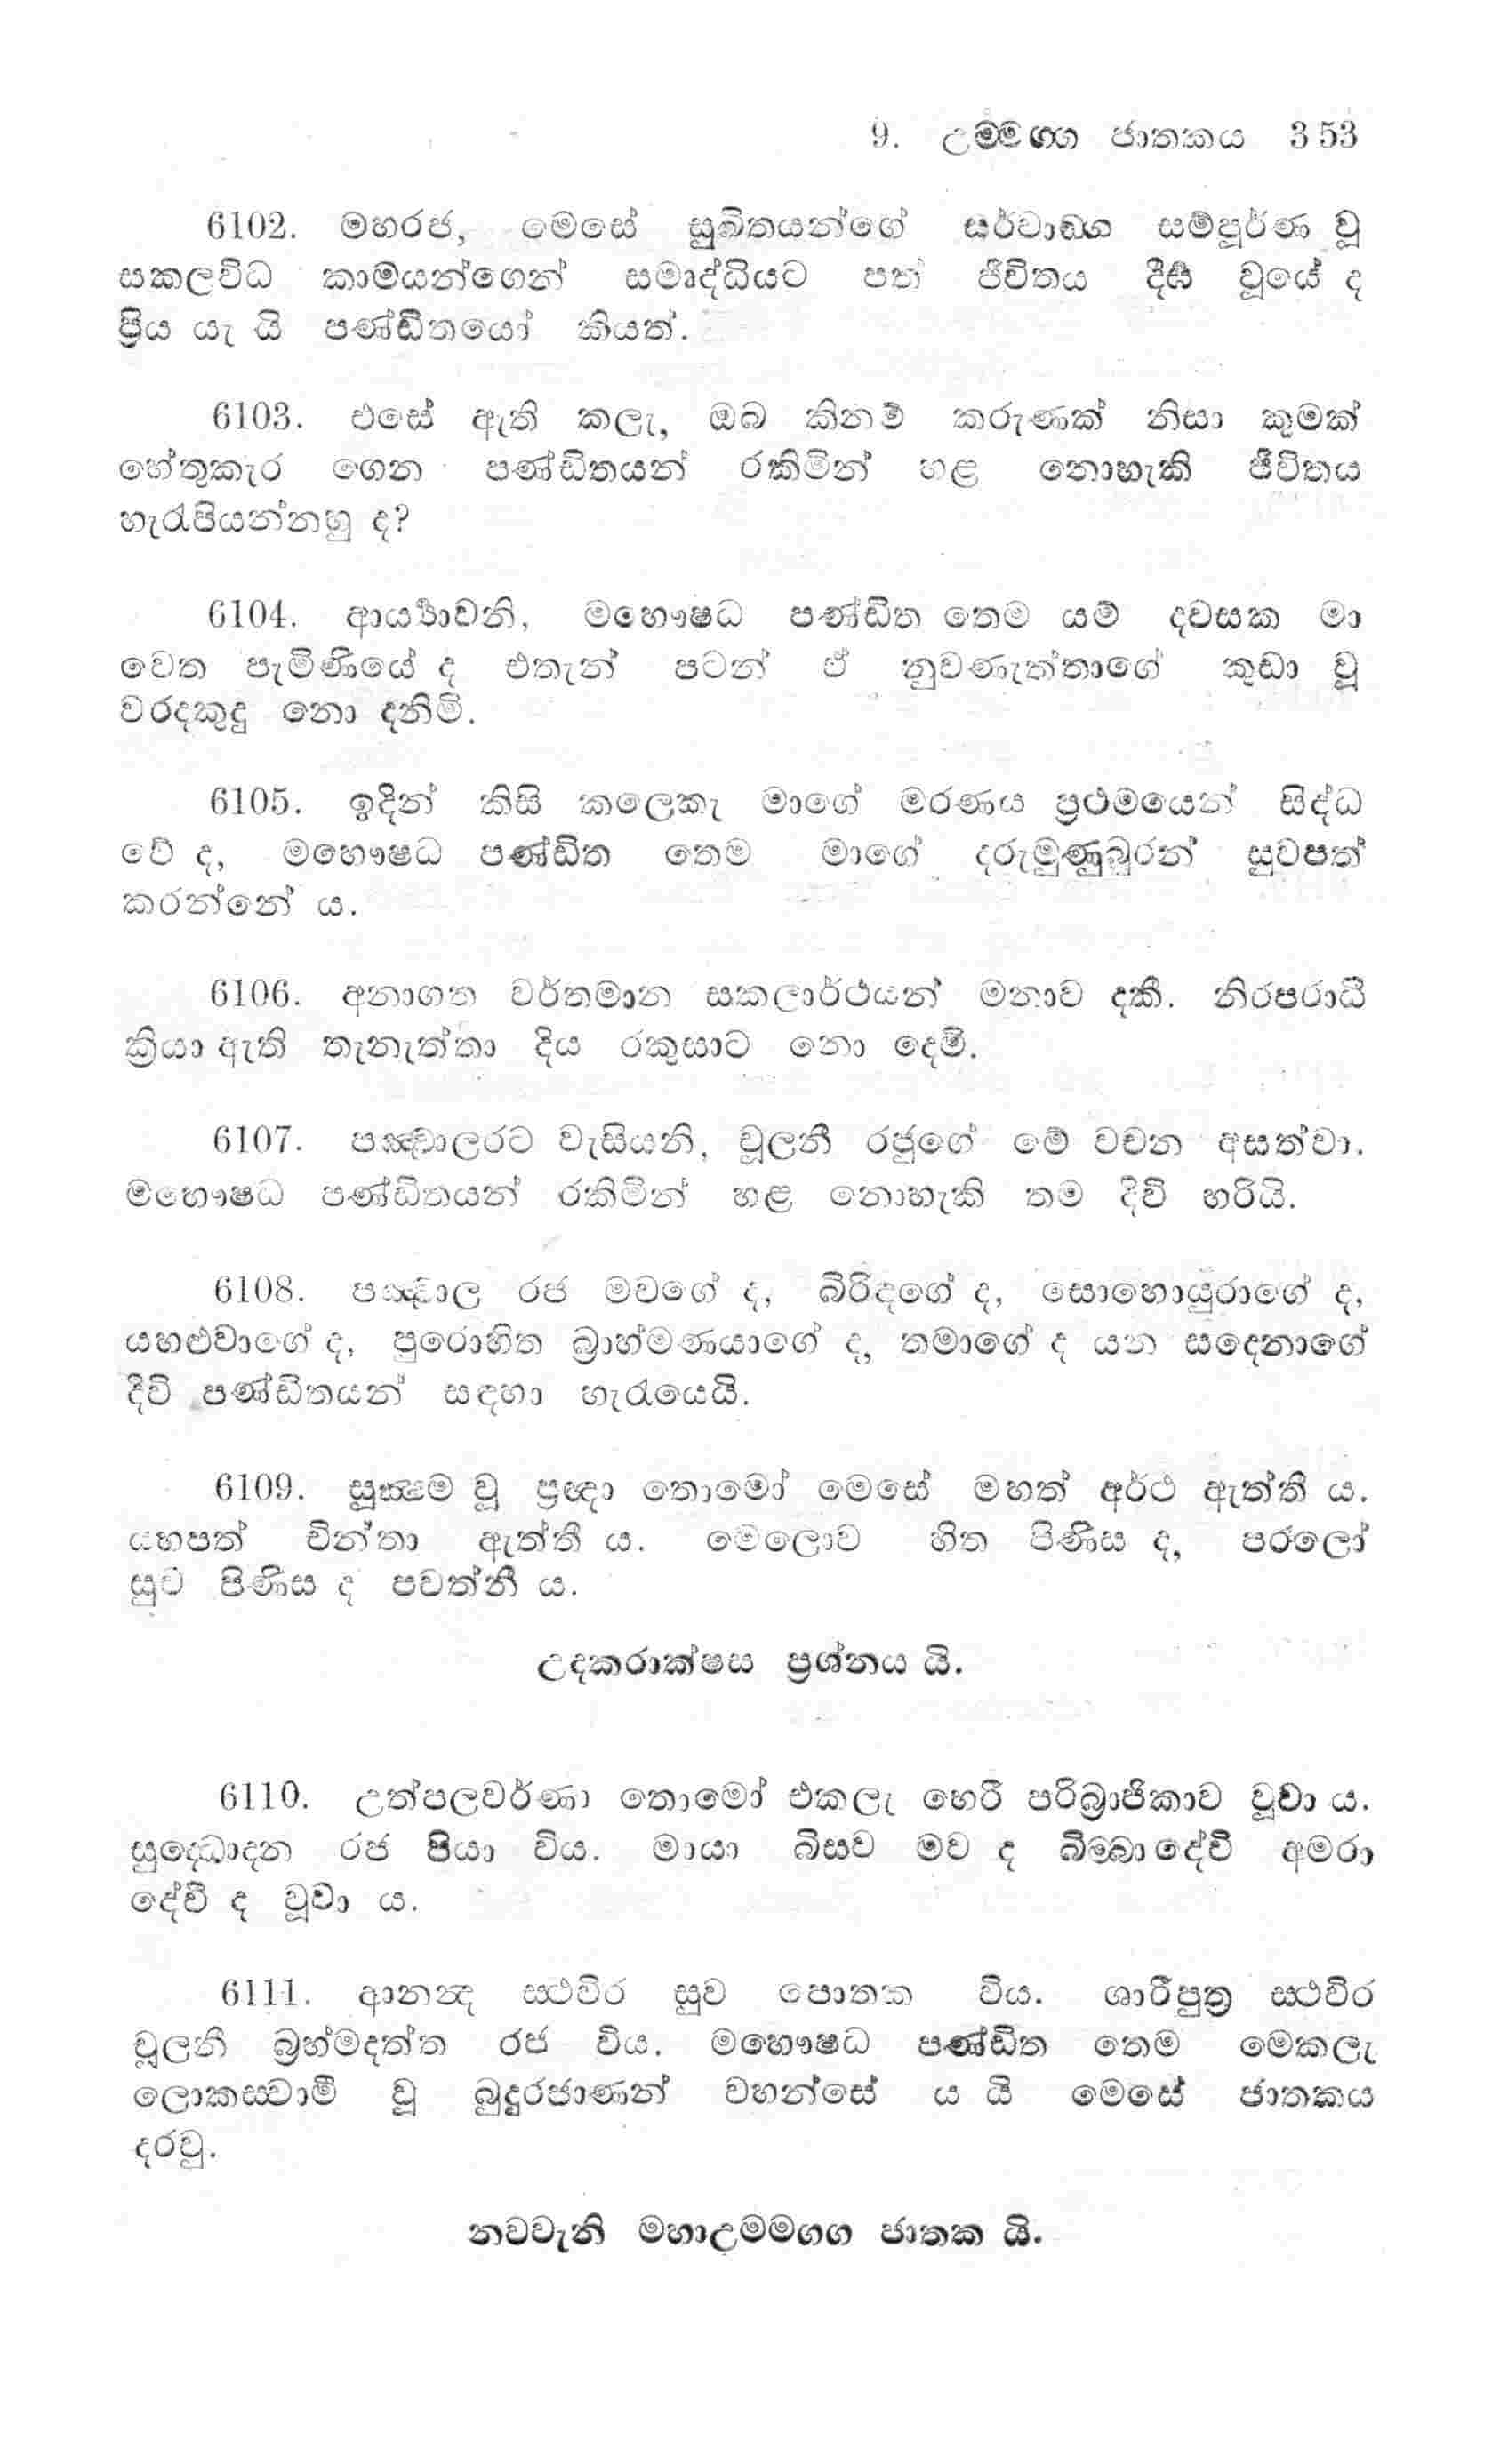 9. උම්මග්ග ජාතකය 353
6102. මහරජ, මෙසේ සුඛිතයන්ගේ සර්වාඞ්ග සම්පූර්ණ වූ
සකලවිධ කාමයන්ගෙන් සමෘද්ධියට පත් ජීවිතය දීර්ඝ වූයේ ද
ප්‍රිය යැ යි පණ්ඩිතයෝ කියත්.
6103. එසේ ඇති කලැ, ඔබ කිනම් කරුණක් නිසා කුමක්
හේතුකැර ගෙන පණ්ඩිතයන් රකිමින් හළ නොහැකි ජීවිතය
හැරපියන්නහු ද?
6104. ආර්‍ය්‍යාවනි, මහෞෂධ පණ්ඩිත තෙම යම් දවසක මා
වෙත පැමිණියේ ද එතැන් පටන් ඒ නුවණැත්තාගේ කුඩා වූ
වරදකුදු නො දනිමි.
6105. ඉදින් කිසි කලෙකැ මාගේ මරණය ප්‍රථමයෙන් සිද්ධ
වේ ද, මහෞෂධ පණ්ඩිත තෙම මාගේ දරුමුණුබුරන් සුවපත්
කරන්නේ ය.
6106. අනාගත වර්තමාන සකලාර්ථයන් මනාව දකී. නිරපරාධී
ක්‍රියා ඇති තැනැත්තා දිය රකුසාට නො දෙමි.
6107. පඤ්චාලරට වැසියනි, චූලනී රජුගේ මේ වචන අසත්වා.
මහෞෂධ පණ්ඩිතයන් රකිමින් හළ නොහැකි තම දිවි හරියි.
6108. පඤ්චාල රජ මවගේ ද, බිරිදගේ ද, සොහොයුරාගේ ද,
යහළුවාගේ ද, පුරොහිත බ්‍රාහ්මණයාගේ ද, තමාගේ ද යන සදෙනාගේ
දිවි පණ්ඩිතයන් සඳහා හැරයෙයි.
6109. සූක්‍ෂම වූ ප්‍රඥා තොමෝ මෙසේ මහත් අර්ථ ඇත්තී ය.
යහපත් චින්තා ඇත්තී ය. මෙලොව හිත පිණිස ද, පරලෝ
සුව පිණිස ද පවත්නී ය.
උදකරාක්ෂස ප්‍රශ්නය යි.
6110. උත්පලවර්ණා තොමෝ එකලැ භෙරී පරිබ්‍රාජිකාව වූවා ය.
සුද්ධොදන රජ පියා විය. මායා බිසව මව ද බිම්බා දේවී අමරා
දේවී ද වූවා ය.
6111. ආනන්ද ස්ථවිර සුව පොතක විය. ශාරීපුත්‍ර ස්ථවිර
චූලනී බ්‍රහ්මදත්ත රජ විය. මහෞෂධ පණ්ඩිත තෙම මෙකලැ
ලොකස්වාමී වූ බුදුරජාණන් වහන්සේ ය යි මෙසේ ජාතකය
දරවු.
නවවැනි මහාඋම්මග්ග ජාතක යි.